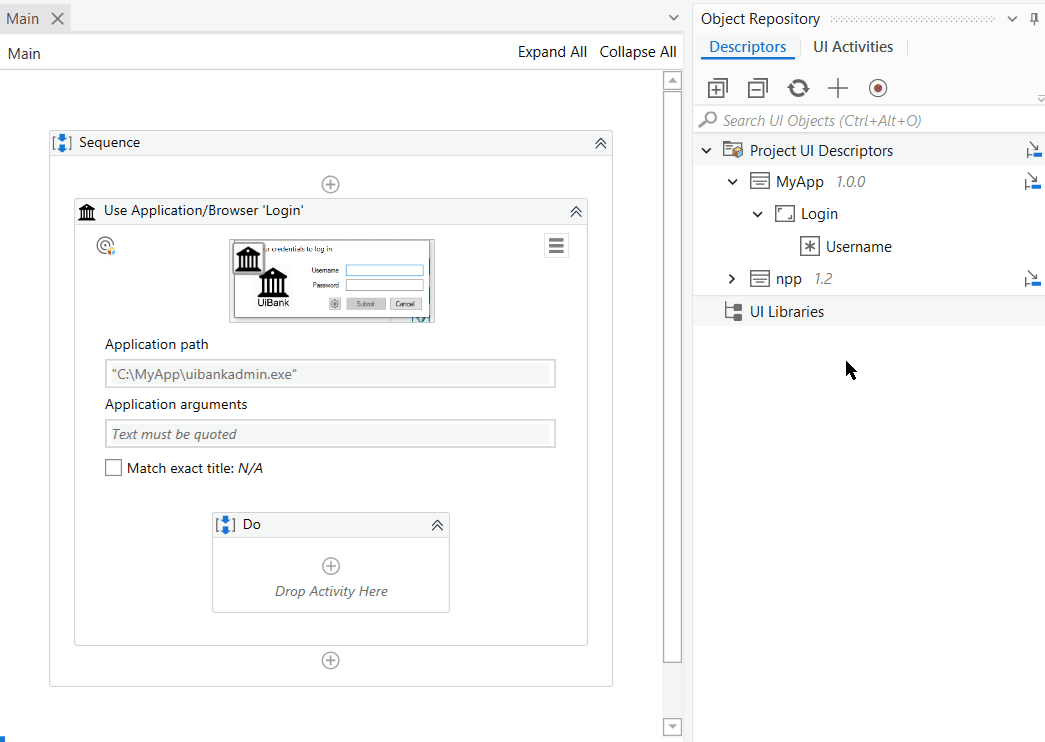 Main
Main
Expand All Collapse All
Sequence
Use Application/Browser 'Login'
ur credentials to log in
Username
Password
UiBank
Submit Cancel
Application path
"C:\MyApp\uibankadmin.exe"
Application arguments
Text must be quoted
Match exact title: N/A
Do
Drop Activity Here
Object Repository
Descriptors UI Activities
Search UI Objects (Ctrl+Alt+O)
Project UI Descriptors
MyApp 1.0.0
Login
Username
npp 1.2
UI Libraries